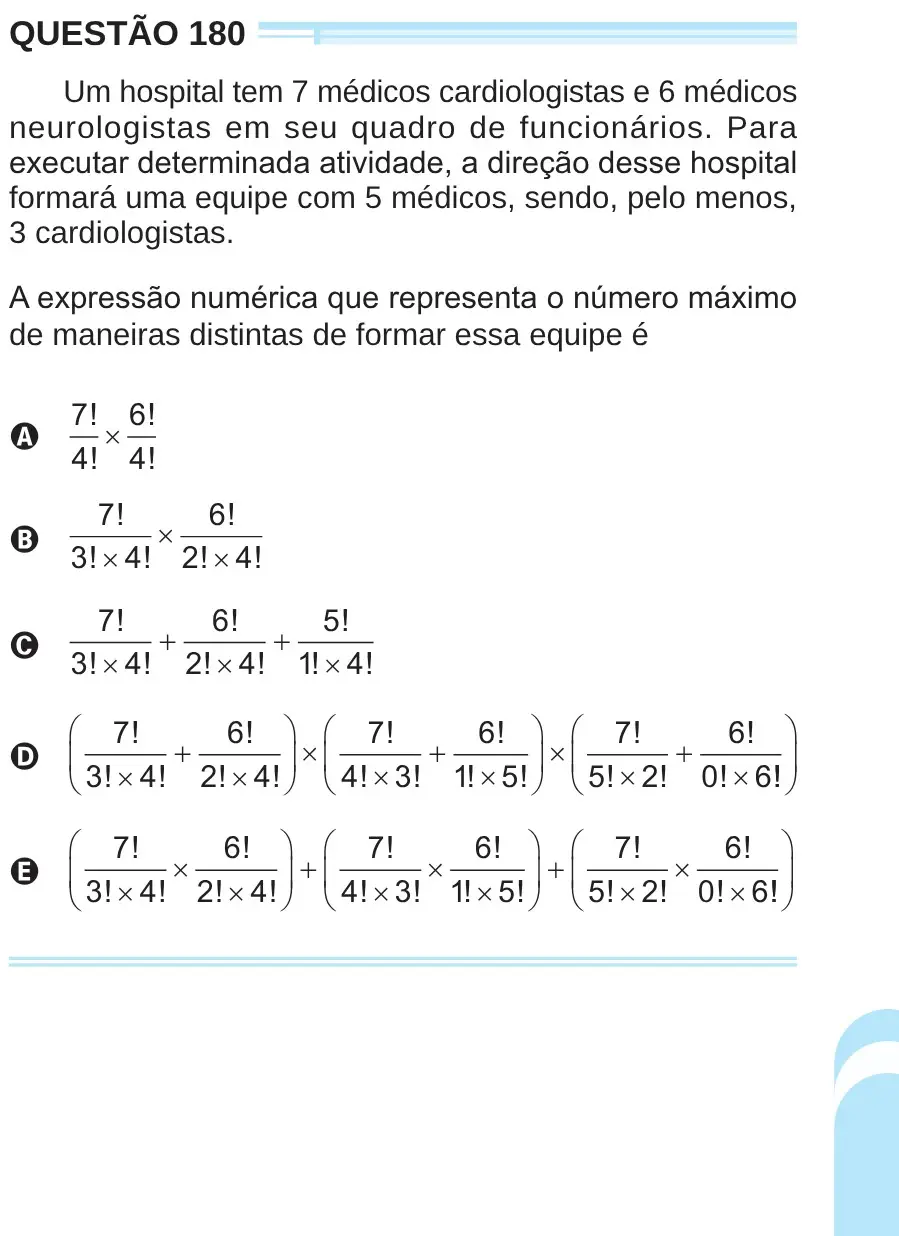 QUESTÃO 180
Um hospital tem 7 médicos cardiologistas e 6 médicos
neurologistas em seu quadro de funcionários. Para
executar determinada atividade, a direção desse hospital
formará uma equipe com 5 médicos, sendo, pelo menos,
3 cardiologistas.
A expressão numérica que representa o número máximo
de maneiras distintas de formar essa equipe é
A 7!/4! × 6!/4!
B 7!/(3! × 4!) × 6!/(2! × 4!)
C 7!/(3! × 4!) + 6!/(2! × 4!) + 5!/(1! × 4!)
D (7!/(3! × 4!) + 6!/(2! × 4!)) × (7!/(4! × 3!) + 6!/(1! × 5!)) × (7!/(5! × 2!) + 6!/(0! × 6!))
E (7!/(3! × 4!) × 6!/(2! × 4!)) + (7!/(4! × 3!) × 6!/(1! × 5!)) + (7!/(5! × 2!) × 6!/(0! × 6!))